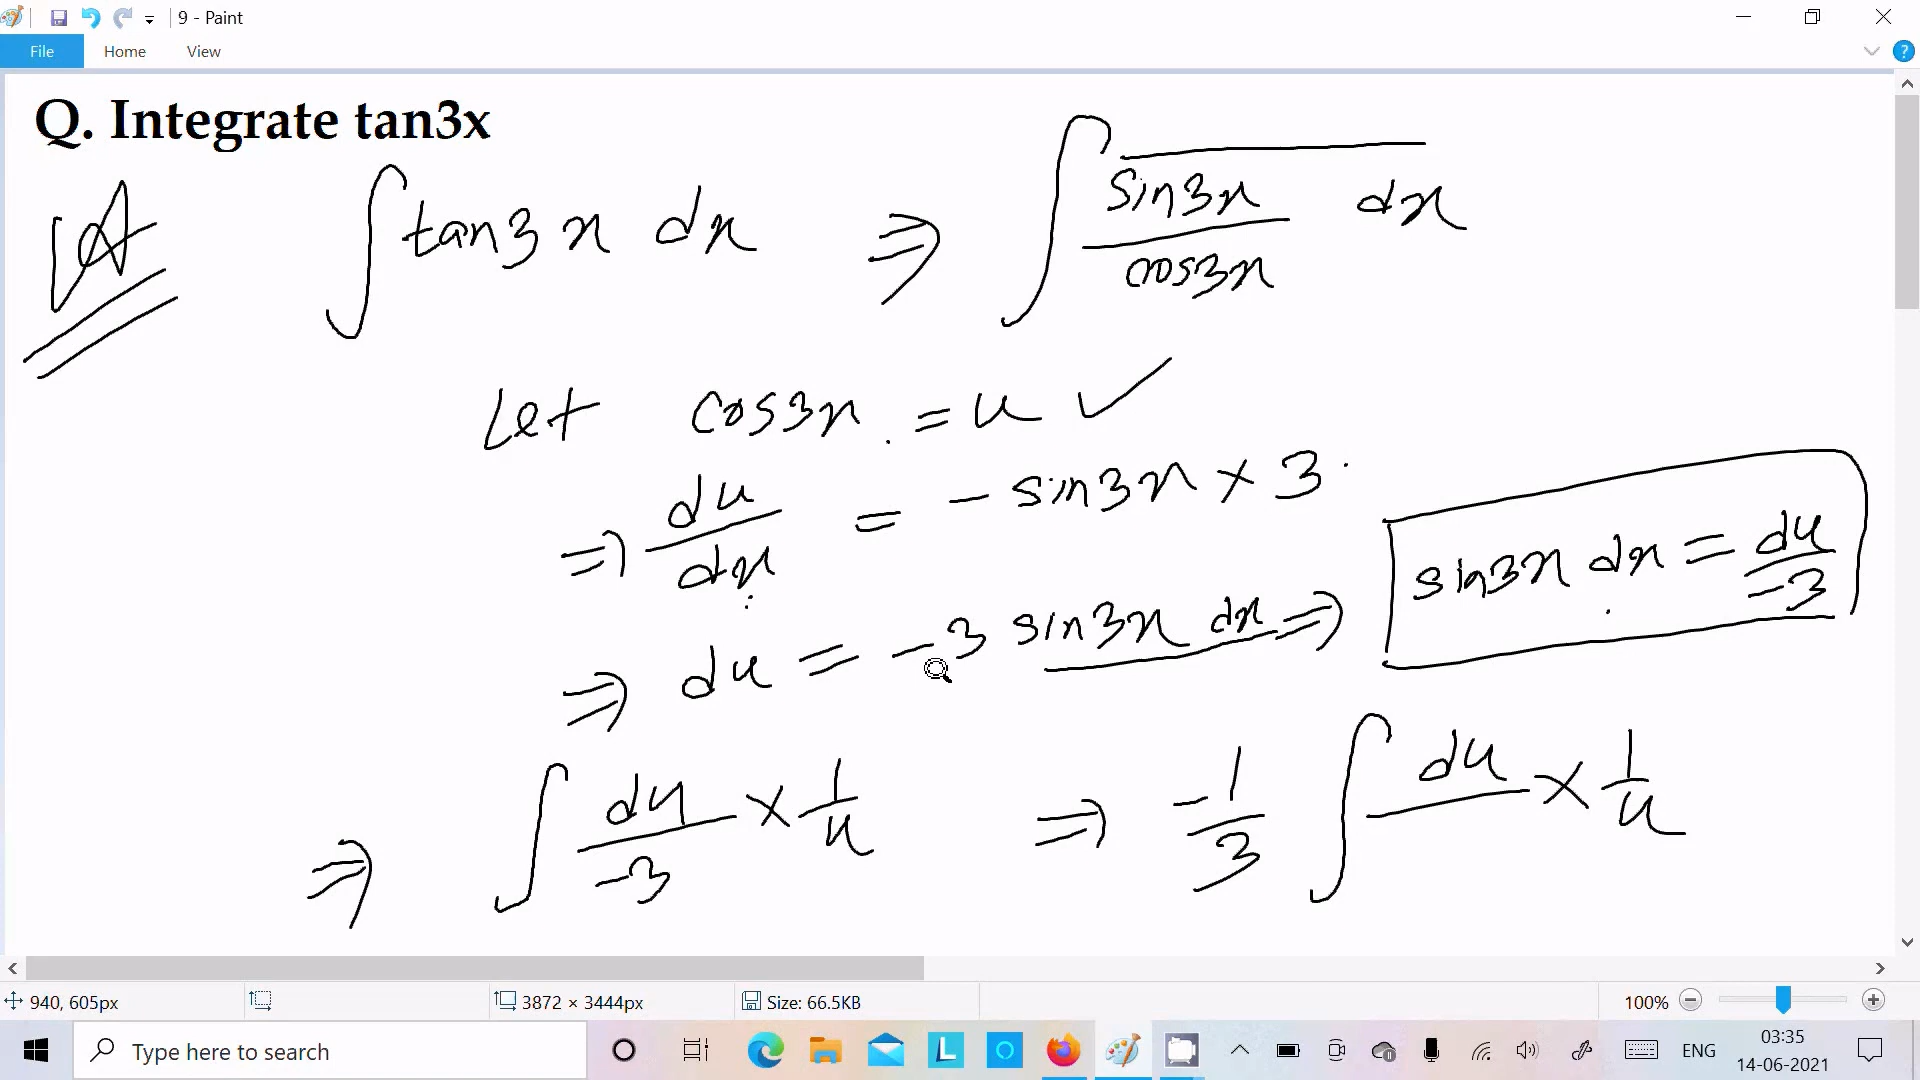 9 - Paint
File Home View
Q. Integrate tan3x
A ∫ tan3x dx ⇒ ∫ sin3x/cos3x dx
Let cos3x = u ✓
⇒ du/dx = - sin3x × 3
⇒ du = -3 sin3x dx ⇒ sin3x dx = du/-3
⇒ ∫ du/-3 × 1/u ⇒ -1/3 ∫ du × 1/u
940, 605px 3872 × 3444px Size: 66.5KB 100%
Type here to search L ENG 03:35
14-06-2021